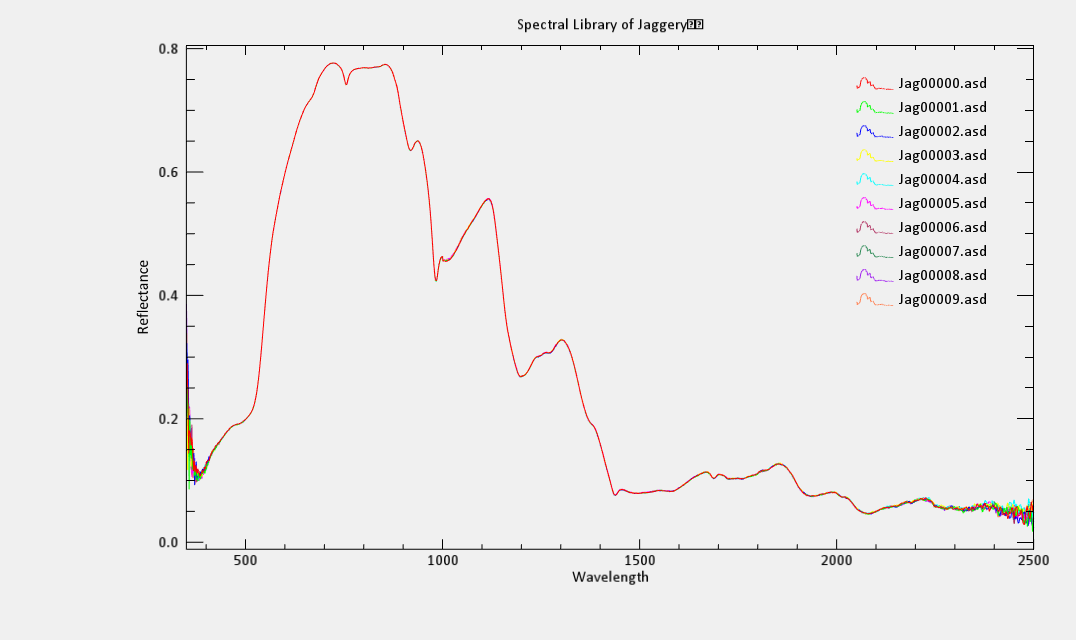 Spectral Library of Jaggery
0.8
0.6
0.4
0.2
0.0
Reflectance
Jag00000.asd
Jag00001.asd
Jag00002.asd
Jag00003.asd
Jag00004.asd
Jag00005.asd
Jag00006.asd
Jag00007.asd
Jag00008.asd
Jag00009.asd
500 1000 1500 2000 2500
Wavelength